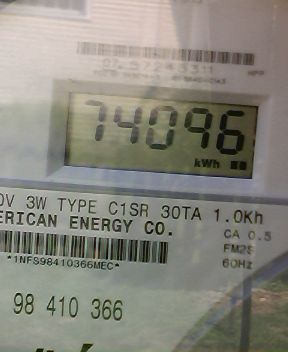 74096
kWh
0V 3W TYPE C1SR 30TA 1.0Kh
ERICAN ENERGY CO.
CA 0.5
FM2S
60Hz
*1NFS98410366MEC*
98 410 366